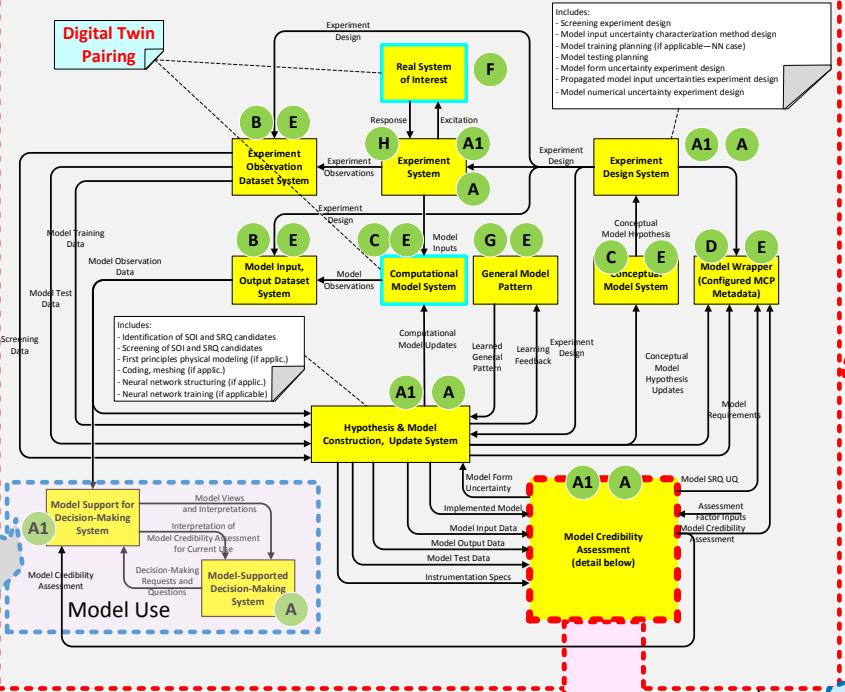 Digital Twin
Pairing
Experiment
Design
Real System
of Interest
F
Includes:
- Screening experiment design
- Model input uncertainty characterization method design
- Model training planning (if applicable—NN case)
- Model testing planning
- Model form uncertainty experiment design
- Propagated model input uncertainties experiment design
- Model numerical uncertainty experiment design
Response
Excitation
B
E
H
A1
A
A1
A
Experiment
Observation
Dataset System
Experiment
Observations
Experiment
System
Experiment
Design
Experiment
Design System
Experiment
Design
Model Training
Data
Model Observation
Data
Model Test
Data
Screening
Data
B
E
C
E
Model
Inputs
G
E
Conceptual
Model Hypothesis
C
E
D
E
Model Input,
Output Dataset
System
Model
Observations
Computational
Model System
General Model
Pattern
Conceptual
Model System
Model Wrapper
(Configured MCP
Metadata)
Includes:
- Identification of SOI and SRQ candidates
- Screening of SOI and SRQ candidates
- First principles physical modeling (if applic.)
- Coding, meshing (if applic.)
- Neural network structuring (if applic.)
- Neural network training (if applicable)
Computational
Model Updates
Learned
General
Pattern
Learning
Feedback
Experiment
Design
Conceptual
Model
Hypothesis
Updates
Model
Requirements
A1
A
Hypothesis & Model
Construction, Update System
Model Form
Uncertainty
Implemented Model
Model Input Data
Model Output Data
Model Test Data
Instrumentation Specs
A1
A
Model Credibility
Assessment
(detail below)
Model SRQ UQ
Assessment
Factor Inputs
Model Credibility
Assessment
Model Support for
Decision-Making
System
A1
Model Views
and Interpretations
Interpretation of
Model Credibility Assessment
for Current Use
Decision-Making
Requests and
Questions
Model-Supported
Decision-Making
System
A
Model Credibility
Assessment
Model Use